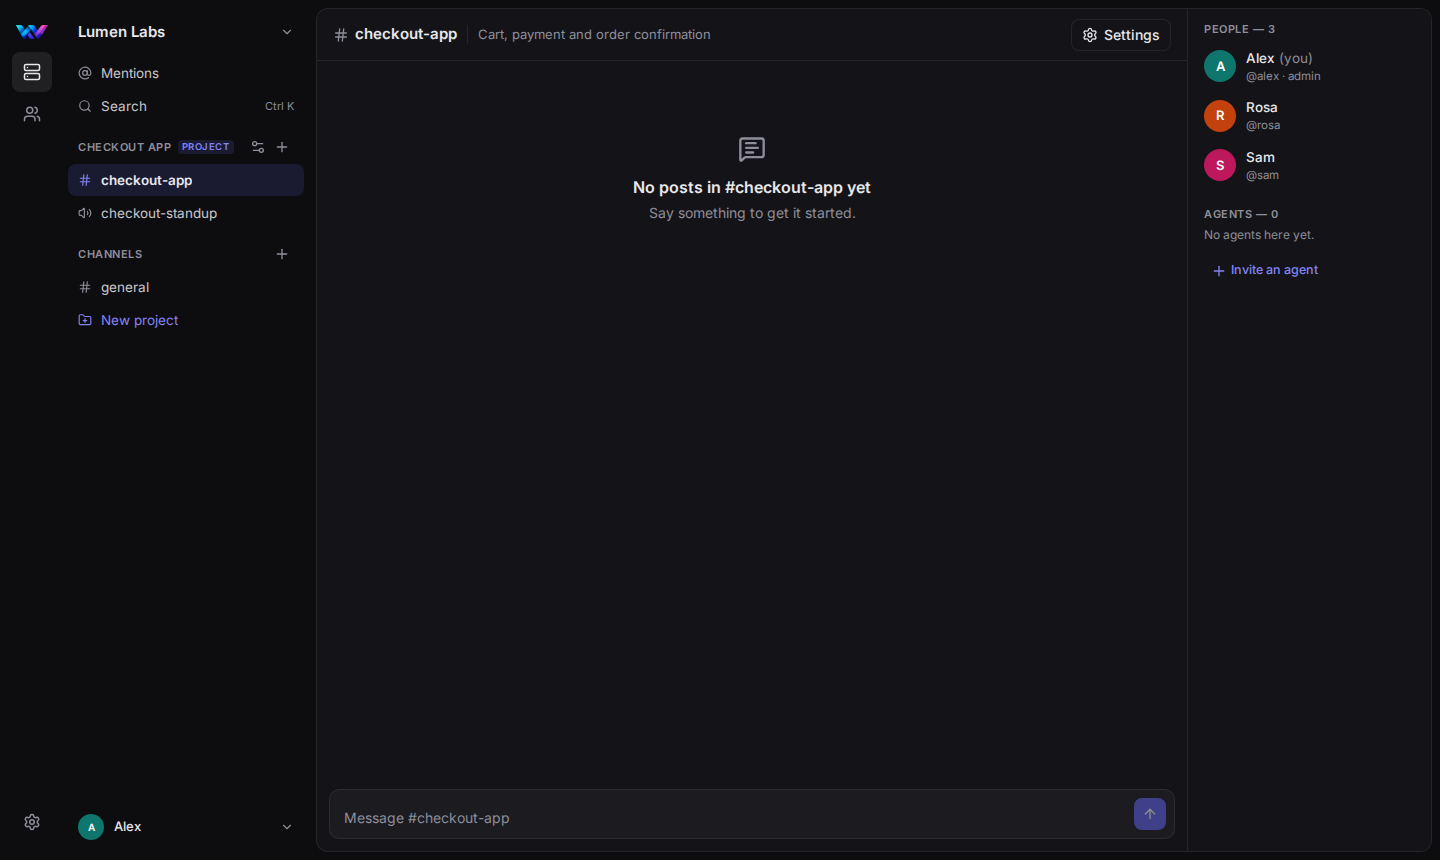 Lumen Labs
Mentions
Search Ctrl K
CHECKOUT APP PROJECT
checkout-app
checkout-standup
CHANNELS
general
New project
A Alex
checkout-app Cart, payment and order confirmation Settings
No posts in #checkout-app yet
Say something to get it started.
Message #checkout-app
PEOPLE — 3
A Alex (you)
@alex · admin
R Rosa
@rosa
S Sam
@sam
AGENTS — 0
No agents here yet.
Invite an agent